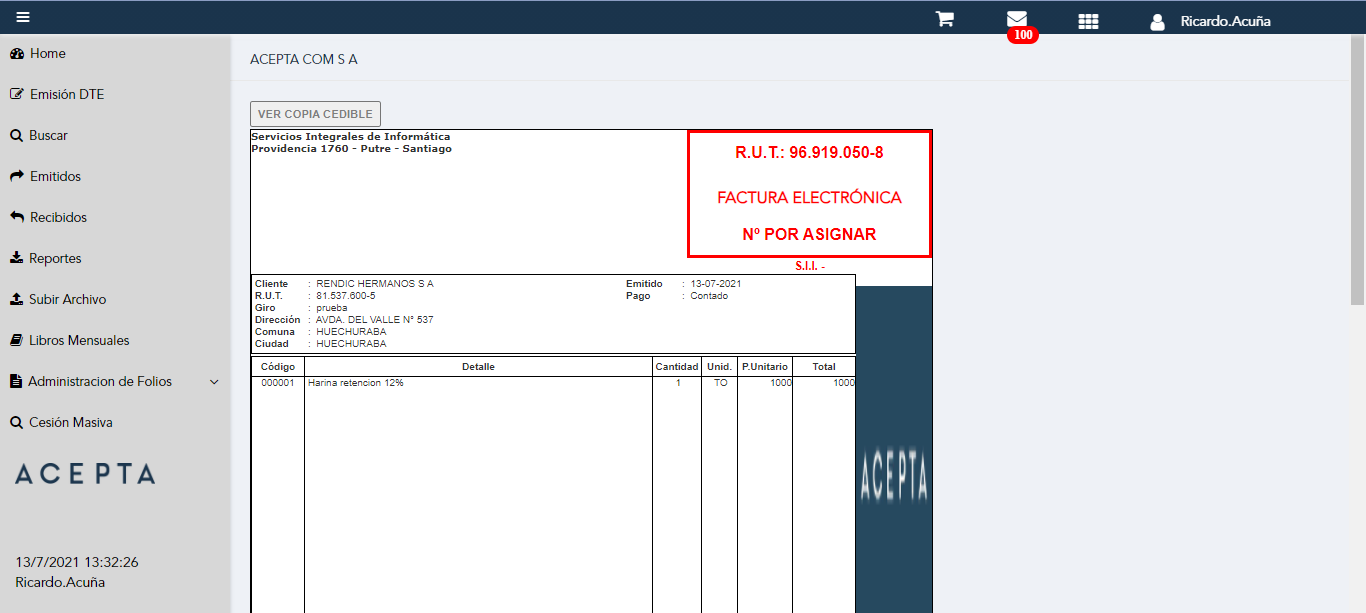 100
Ricardo.Acuña
Home
Emisión DTE
Buscar
Emitidos
Recibidos
Reportes
Subir Archivo
Libros Mensuales
Administracion de Folios
Cesión Masiva
ACEPTA
13/7/2021 13:32:26
Ricardo.Acuña
ACEPTA COM S A
VER COPIA CEDIBLE
Servicios Integrales de Informática
Providencia 1760 - Putre - Santiago
R.U.T.: 96.919.050-8
FACTURA ELECTRÓNICA
Nº POR ASIGNAR
S.I.I. -
Cliente : RENDIC HERMANOS S A Emitido : 13-07-2021
R.U.T. : 81.537.600-5 Pago : Contado
Giro : prueba
Dirección : AVDA. DEL VALLE Nº 537
Comuna : HUECHURABA
Ciudad : HUECHURABA
Código Detalle Cantidad Unid. P.Unitario Total
000001 Harina retencion 12% 1 TO 1000 1000
ACEPTA